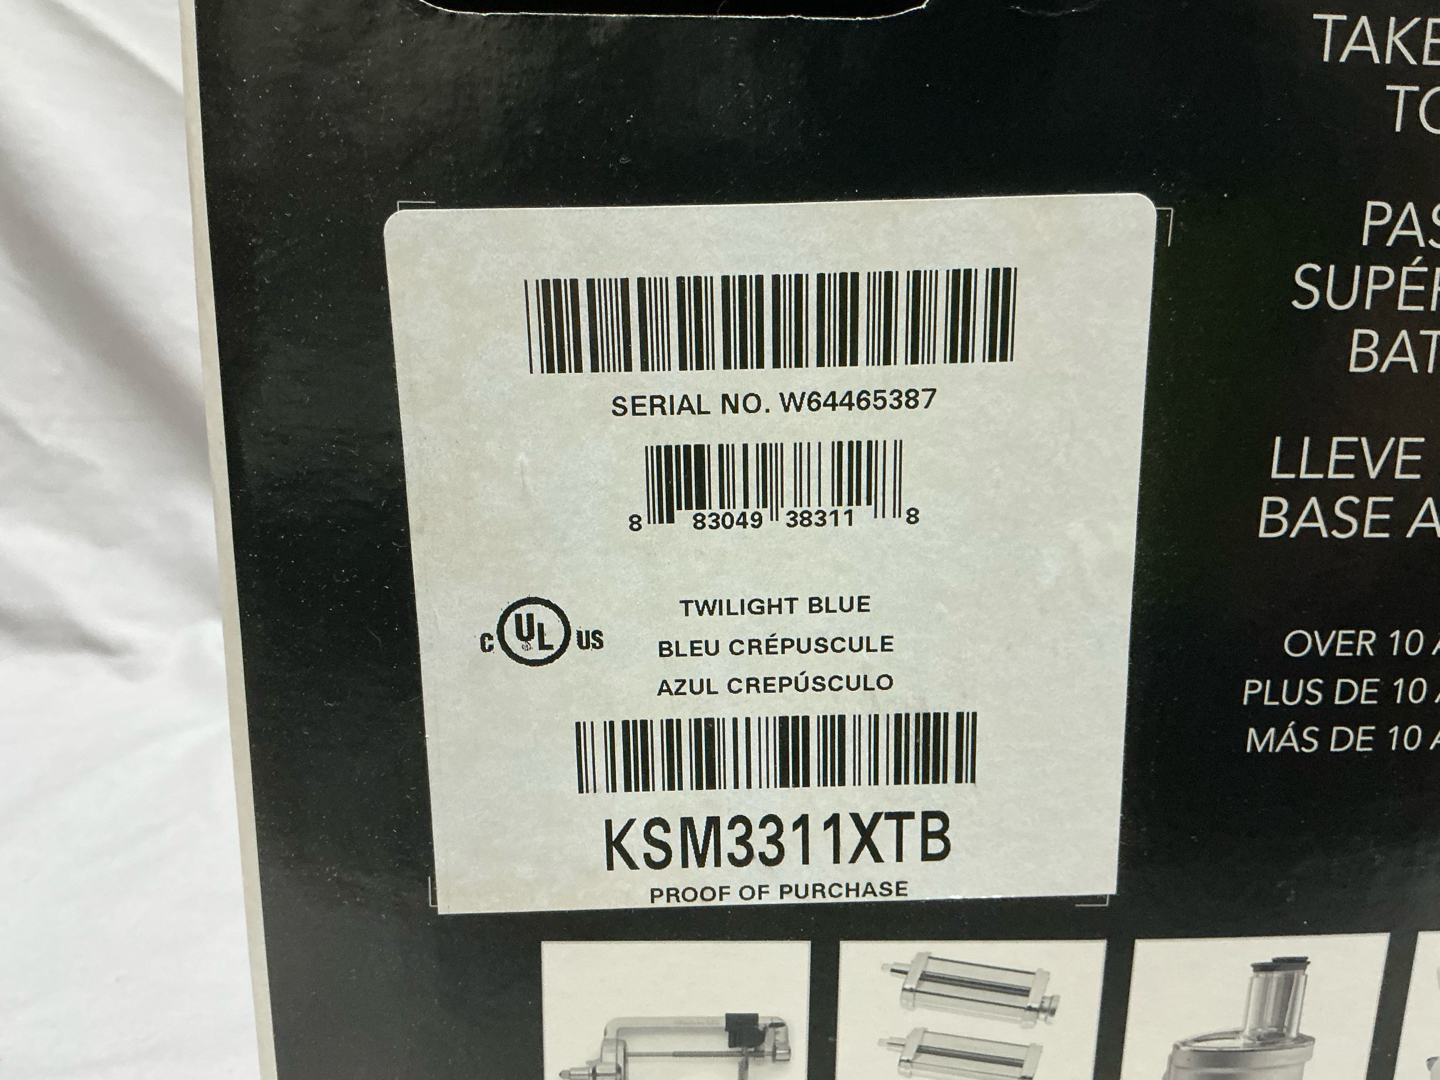 SERIAL NO. W64465387
8 83049 38311 8
C UL US
TWILIGHT BLUE
BLEU CRÉPUSCULE
AZUL CREPÚSCULO
KSM3311XTB
PROOF OF PURCHASE
TAKE
TO
PAS
SUPÉR
BAT
LLEVE
BASE A
OVER 10 A
PLUS DE 10 A
MÁS DE 10 A